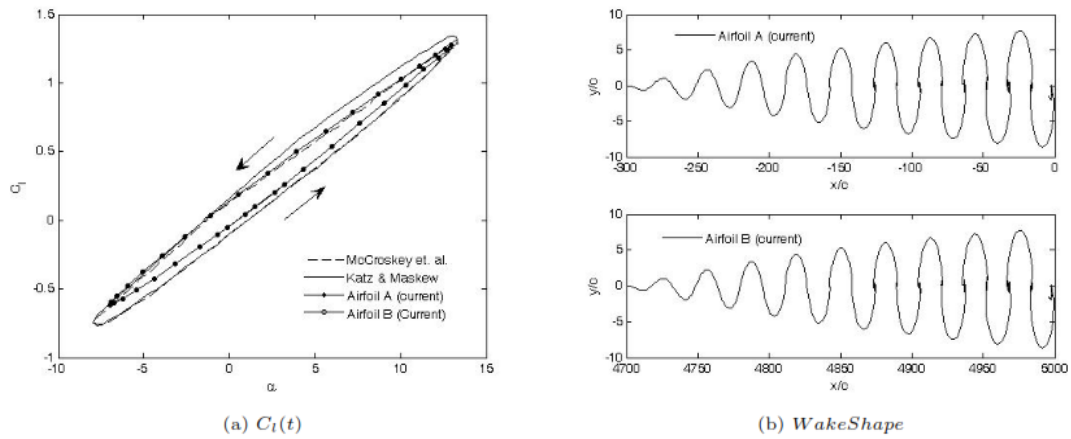 1.5
1
0.5
0
-0.5
-1
-10
-5
0
5
10
15
C_l
α
McCroskey et. al.
Katz & Maskew
Airfoil A (current)
Airfoil B (Current)
(a) C_l(t)
10
5
0
-5
-10
y/c
Airfoil A (current)
-300
-250
-200
-150
-100
-50
0
x/c
10
5
0
-5
-10
y/c
Airfoil B (current)
4700
4750
4800
4850
4900
4950
5000
x/c
(b) WakeShape